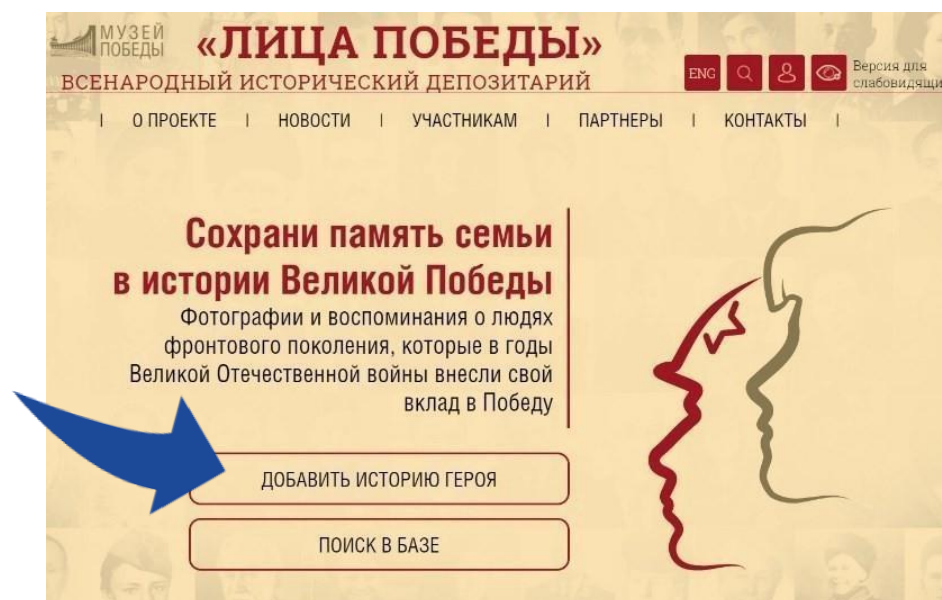 МУЗЕЙ
ПОБЕДЫ
«ЛИЦА ПОБЕДЫ»
ВСЕНАРОДНЫЙ ИСТОРИЧЕСКИЙ ДЕПОЗИТАРИЙ
ENG
Версия для
слабовидящи
| О ПРОЕКТЕ | НОВОСТИ | УЧАСТНИКАМ | ПАРТНЕРЫ | КОНТАКТЫ |
Сохрани память семьи
в истории Великой Победы
Фотографии и воспоминания о людях
фронтового поколения, которые в годы
Великой Отечественной войны внесли свой
вклад в Победу
ДОБАВИТЬ ИСТОРИЮ ГЕРОЯ
ПОИСК В БАЗЕ